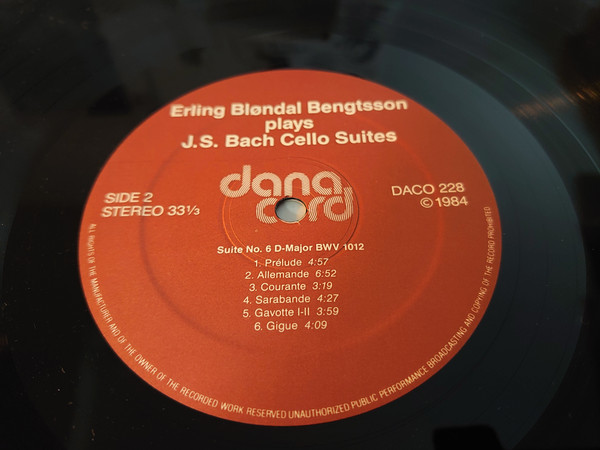 Erling Bløndal Bengtsson
plays
J.S. Bach Cello Suites
dana
cord
SIDE 2
STEREO 33⅓
DACO 228
© 1984
Suite No. 6 D-Major BWV 1012
1. Prélude 4:57
2. Allemande 6:52
3. Courante 3:19
4. Sarabande 4:27
5. Gavotte I-II 3:59
6. Gigue 4:09
ALL RIGHTS OF THE MANUFACTURER AND OF THE OWNER OF THE RECORDED WORK RESERVED UNAUTHORIZED PUBLIC PERFORMANCE BROADCASTING AND COPYING OF THE RECORD PROHIBITED